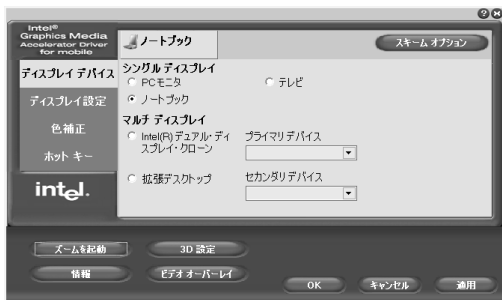 Intel®
Graphics Media
Accelerator Driver
for mobile
ノートブック
スキーム オプション
ディスプレイ デバイス
ディスプレイ設定
色補正
ホット キー
intel.
シングル ディスプレイ
PCモニタ
テレビ
ノートブック
マルチ ディスプレイ
Intel(R) デュアル・ディ
スプレイ・クローン
プライマリ デバイス
拡張デスクトップ
セカンダリ デバイス
ズームを起動
3D 設定
情報
ビデオ オーバーレイ
OK
キャンセル
適用